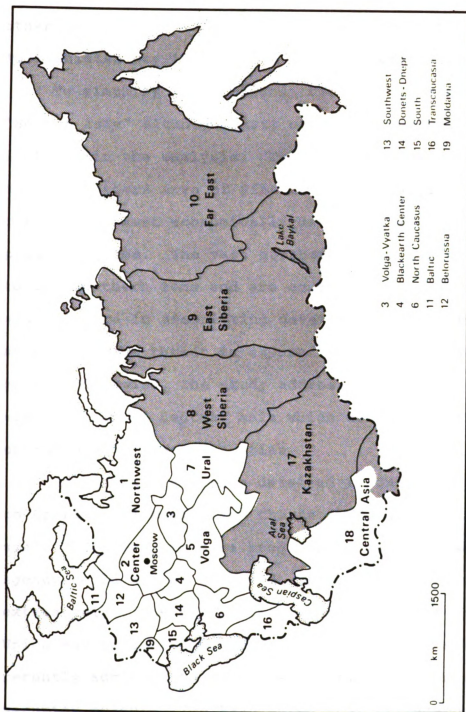 Baltic Sea
1
Northwest
2
Center
Moscow
3
4
5
Volga
6
7
Ural
8
West
Siberia
9
East
Siberia
10
Far East
Lake
Baykal
11
12
13
14
15
16
17
Kazakhstan
18
Central Asia
19
Aral
Sea
Caspian Sea
Black Sea
0
km
1500
3 Volga-Vyatka
4 Blackearth Center
6 North Caucasus
11 Baltic
12 Belorussia
13 Southwest
14 Donets-Dnepr
15 South
16 Transcaucasia
19 Moldavia